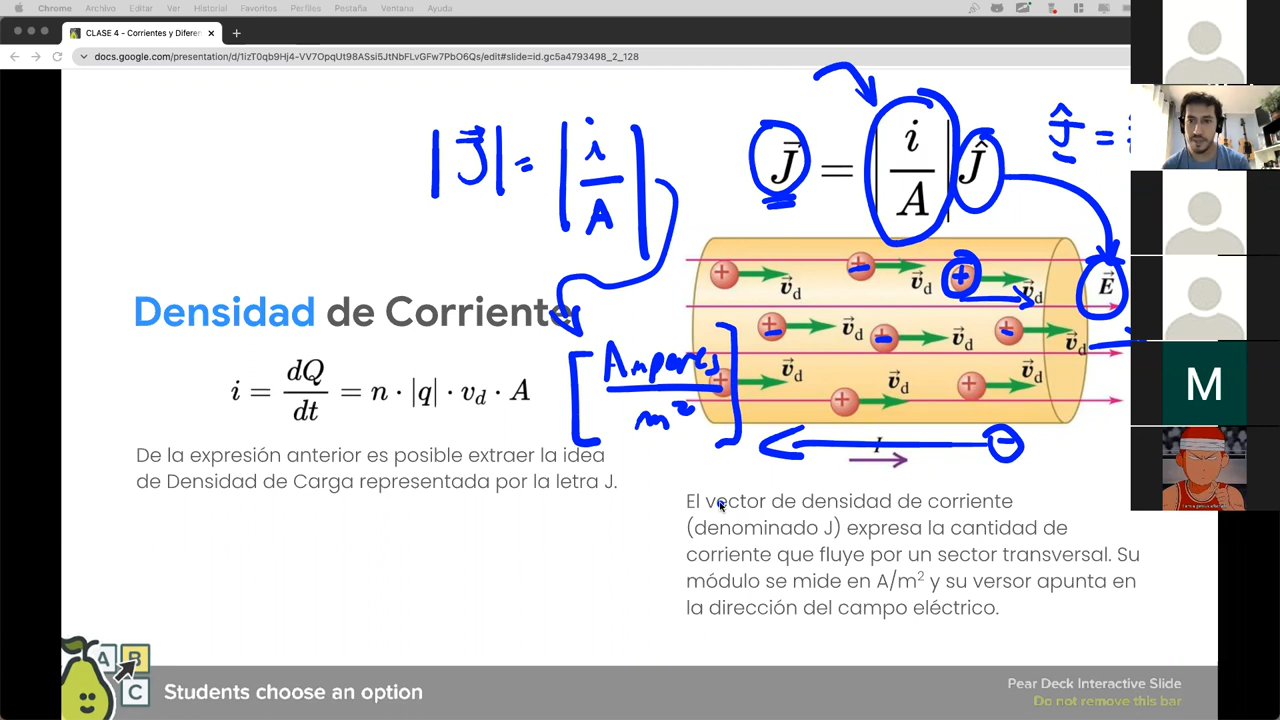 Chrome Archivo Editar Ver Historial Favoritos Perfiles Pestaña Ventana Ayuda
CLASE 4 - Corrientes y Diferen
docs.google.com/presentation/d/1izT0qb9Hj4-VV7OpqUt98ASsi5JtNbFLvGFw7PbO6Qs/edit#slide=id.gc5a4793498_2_128
|J⃗| = |i/A|
J⃗ = |i/A| Ĵ
Ĵ =
Densidad de Corriente
i = dQ/dt = n · |q| · v_d · A
De la expresión anterior es posible extraer la idea
de Densidad de Carga representada por la letra J.
[Amperes/m²]
+ v⃗d − v⃗d + v⃗d E⃗
− v⃗d − v⃗d − v⃗d
+ v⃗d + v⃗d + v⃗d
I −
El vector de densidad de corriente
(denominado J) expresa la cantidad de
corriente que fluye por un sector transversal. Su
módulo se mide en A/m² y su versor apunta en
la dirección del campo eléctrico.
M
A B
C
Students choose an option
Pear Deck Interactive Slide
Do not remove this bar